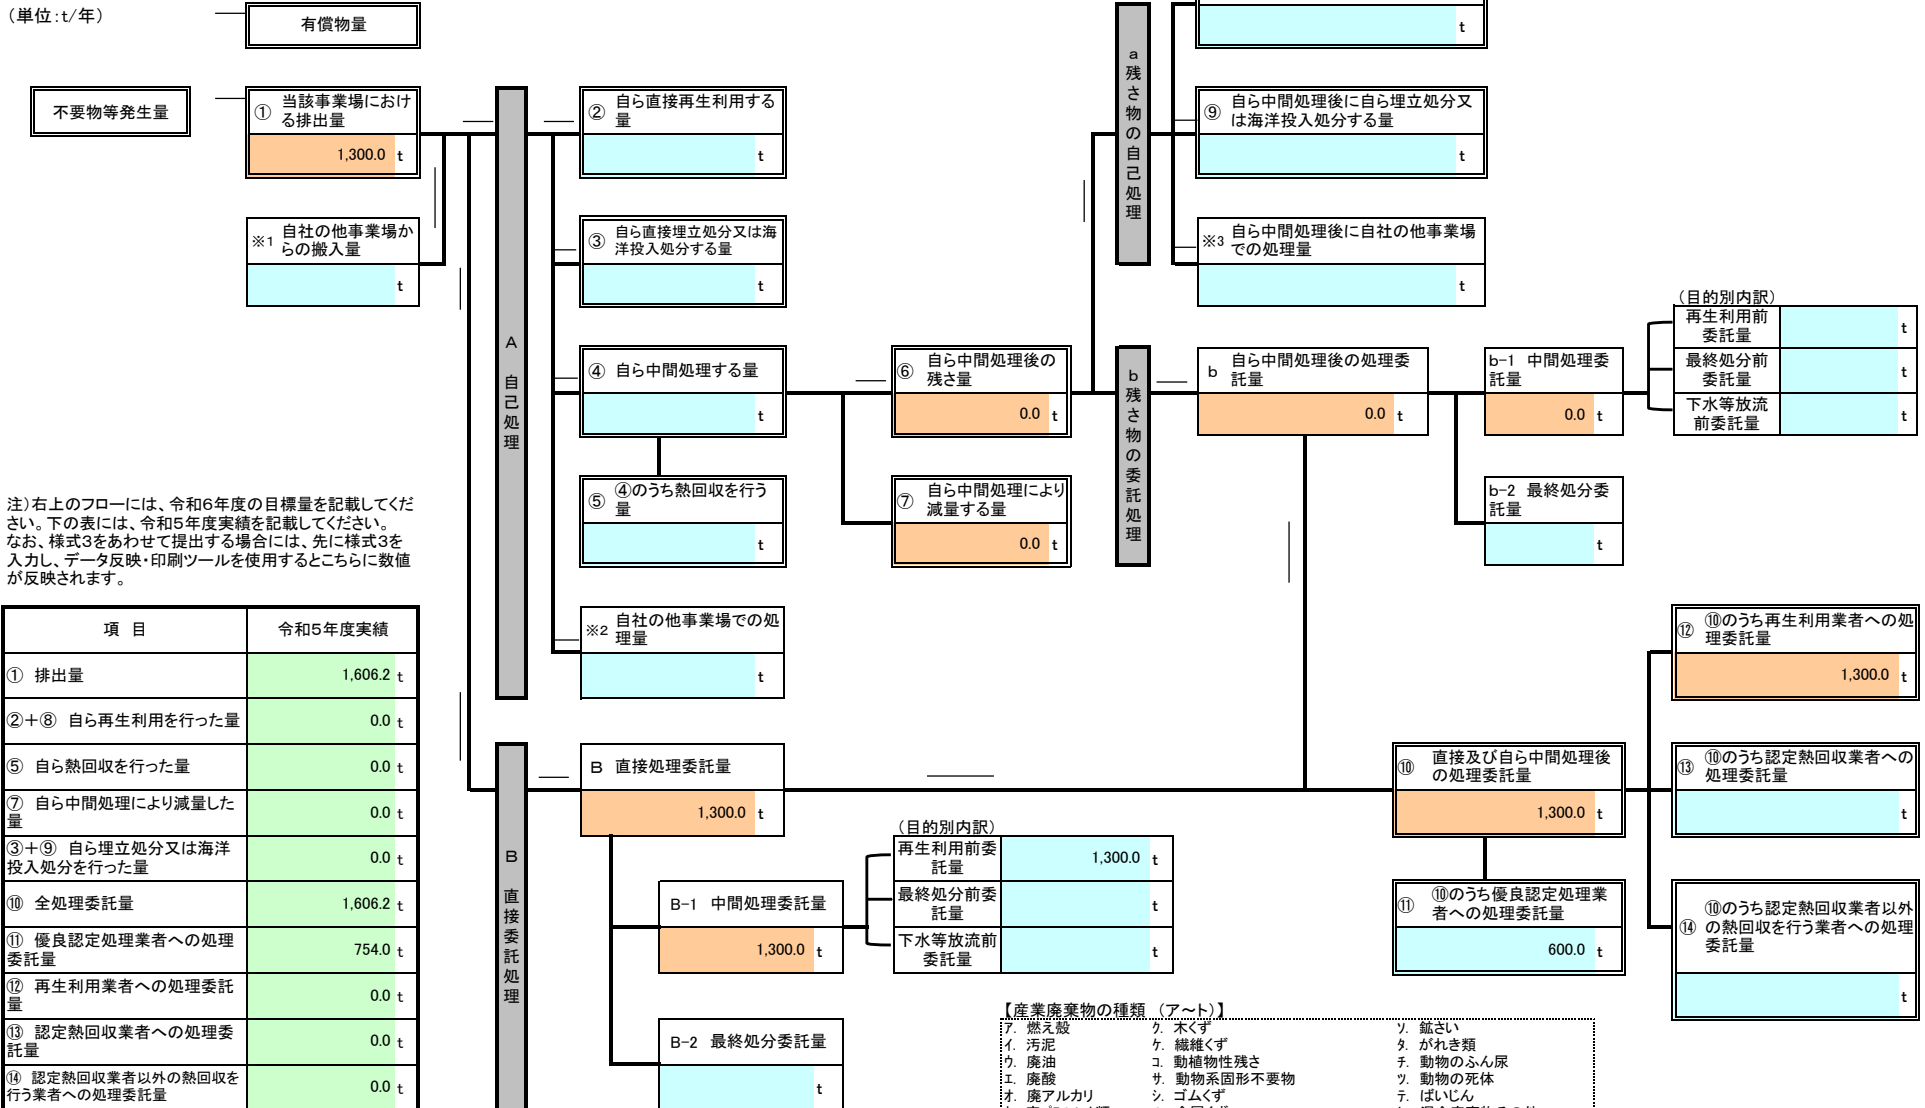 （単位:ｔ/年）
有償物量
t
不要物等発生量
① 当該事業場におけ
る排出量
1,300.0 t
② 自ら直接再生利用する
量
t
⑨ 自ら中間処理後に自ら埋立処分又
は海洋投入処分する量
t
a 残さ物の自己処理
※1 自社の他事業場か
らの搬入量
t
③ 自ら直接埋立処分又は海
洋投入処分する量
t
※3 自ら中間処理後に自社の他事業場
での処理量
t
A 自己処理
④ 自ら中間処理する量
t
⑥ 自ら中間処理後の
残さ量
0.0 t
b 残さ物の委託処理
b 自ら中間処理後の処理委
託量
0.0 t
b-1 中間処理委
託量
0.0 t
（目的別内訳）
再生利用前
委託量
t
最終処分前
委託量
t
下水等放流
前委託量
t
⑤ ④のうち熱回収を行う
量
t
⑦ 自ら中間処理により
減量する量
0.0 t
b-2 最終処分委
託量
t
注）右上のフローには、令和6年度の目標量を記載してくだ
さい。下の表には、令和5年度実績を記載してください。
なお、様式3をあわせて提出する場合には、先に様式3を
入力し、データ反映・印刷ツールを使用するとこちらに数値
が反映されます。
※2 自社の他事業場での処
理量
t
項 目 令和5年度実績
① 排出量 1,606.2 t
②＋⑧ 自ら再生利用を行った量 0.0 t
⑤ 自ら熱回収を行った量 0.0 t
⑦ 自ら中間処理により減量した
量 0.0 t
③＋⑨ 自ら埋立処分又は海洋
投入処分を行った量 0.0 t
⑩ 全処理委託量 1,606.2 t
⑪ 優良認定処理業者への処理
委託量 754.0 t
⑫ 再生利用業者への処理委託
量 0.0 t
⑬ 認定熱回収業者への処理委
託量 0.0 t
⑭ 認定熱回収業者以外の熱回収を
行う業者への処理委託量 0.0 t
B 直接委託処理
B 直接処理委託量
1,300.0 t
B-1 中間処理委託量
1,300.0 t
（目的別内訳）
再生利用前委
託量
1,300.0 t
最終処分前委
託量
t
下水等放流前
委託量
t
B-2 最終処分委託量
t
⑩ 直接及び自ら中間処理後
の処理委託量
1,300.0 t
⑪ ⑩のうち優良認定処理業
者への処理委託量
600.0 t
⑫ ⑩のうち再生利用業者への処
理委託量
1,300.0 t
⑬ ⑩のうち認定熱回収業者への
処理委託量
t
⑭ ⑩のうち認定熱回収業者以外
の熱回収を行う業者への処理
委託量
t
【産業廃棄物の種類 （ア～ト）】
ア. 燃え殻 ク. 木くず ソ. 鉱さい
イ. 汚泥 ケ. 繊維くず タ. がれき類
ウ. 廃油 コ. 動植物性残さ チ. 動物のふん尿
エ. 廃酸 サ. 動物系固形不要物 ツ. 動物の死体
オ. 廃アルカリ シ. ゴムくず テ. ばいじん